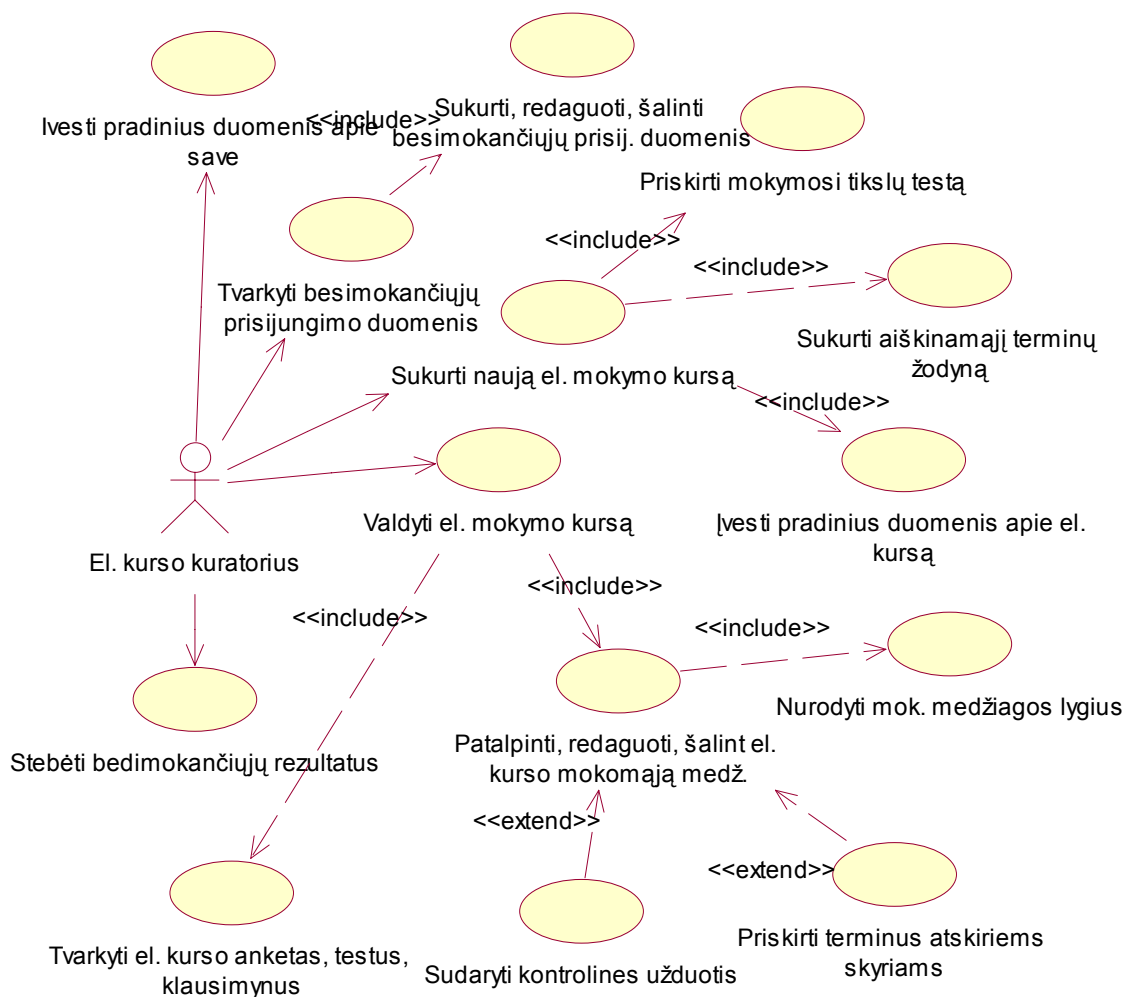 Ivesti pradinius duomenis apie
save
<<include>>
Sukurti, redaguoti, šalinti
besimokančiųjų prisij. duomenis
Priskirti mokymosi tikslų testą
<<include>>
<<include>>
Tvarkyti besimokančiųjų
prisijungimo duomenis
Sukurti aiškinamąjį terminų
žodyną
Sukurti naują el. mokymo kursą
<<include>>
Valdyti el. mokymo kursą
Įvesti pradinius duomenis apie el.
kursą
El. kurso kuratorius
<<include>>
<<include>>
<<include>>
Nurodyti mok. medžiagos lygius
Stebėti bedimokančiųjų rezultatus
Patalpinti, redaguoti, šalint el.
kurso mokomąją medž.
<<extend>>
<<extend>>
Tvarkyti el. kurso anketas, testus,
klausimynus
Sudaryti kontrolines užduotis
Priskirti terminus atskiriems
skyriams